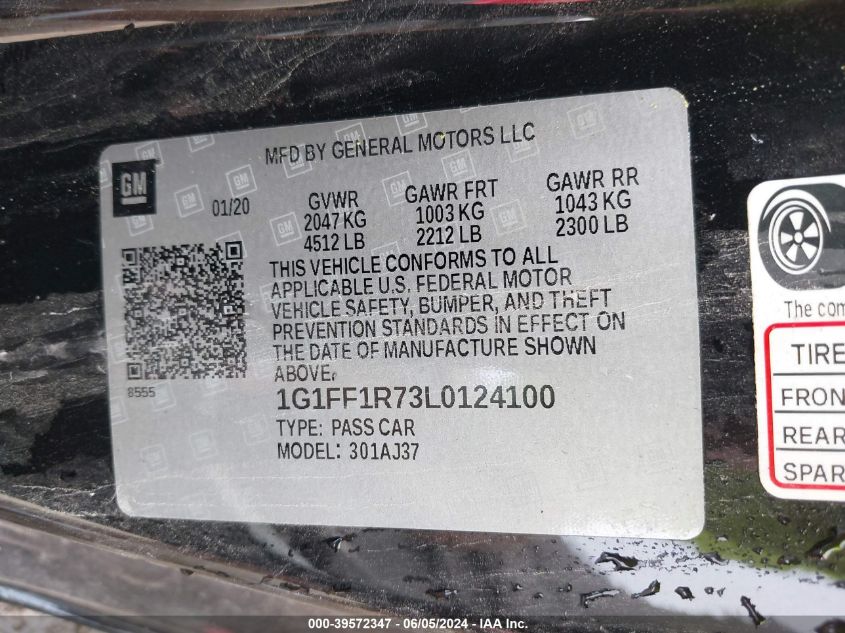 MFD BY GENERAL MOTORS LLC
GM
01/20
GVWR
2047 KG
4512 LB
GAWR FRT
1003 KG
2212 LB
GAWR RR
1043 KG
2300 LB
THIS VEHICLE CONFORMS TO ALL
APPLICABLE U.S. FEDERAL MOTOR
VEHICLE SAFETY, BUMPER, AND THEFT
PREVENTION STANDARDS IN EFFECT ON
THE DATE OF MANUFACTURE SHOWN
ABOVE.
8555
1G1FF1R73L0124100
TYPE: PASS CAR
MODEL: 301AJ37
The com
TIRE
FRON
REAR
SPAR
000-39572347 - 06/05/2024 - IAA Inc.